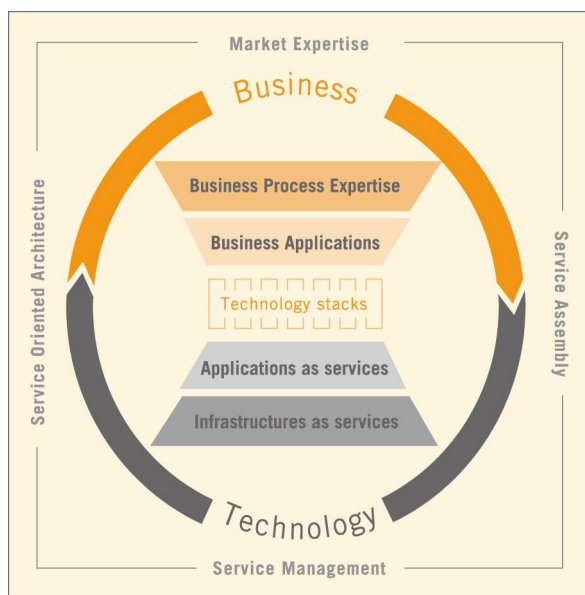 Market Expertise
Business
Business Process Expertise
Business Applications
Technology stacks
Applications as services
Infrastructures as services
Technology
Service Management
Service Oriented Architecture
Service Assembly